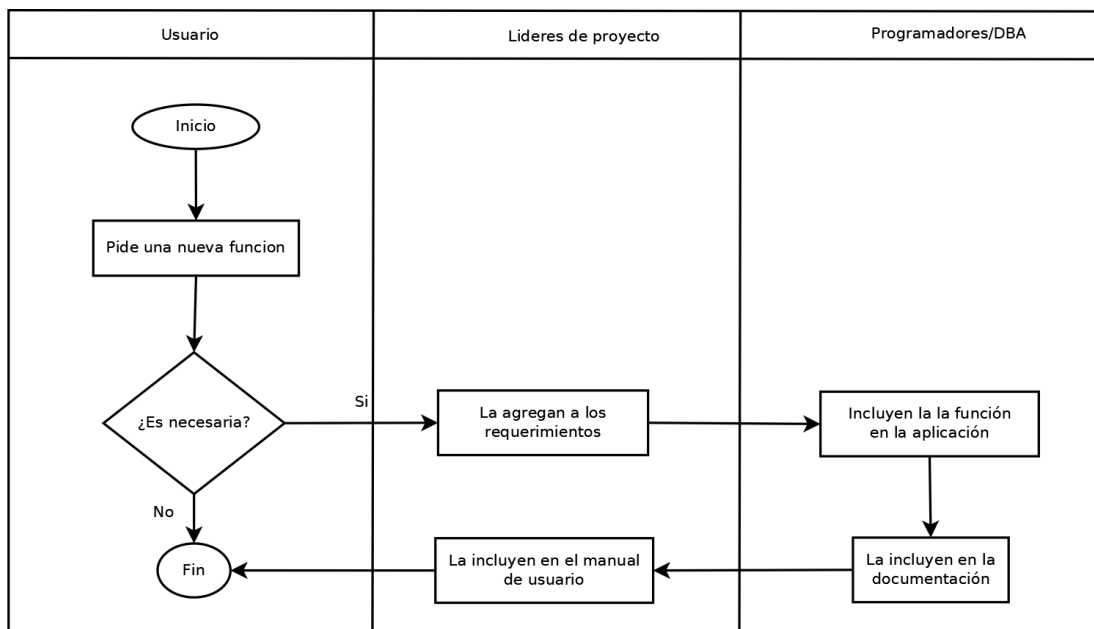 Usuario
Lideres de proyecto
Programadores/DBA
Inicio
Pide una nueva funcion
¿Es necesaria?
Si
La agregan a los
requerimientos
Incluyen la la función
en la aplicación
No
Fin
La incluyen en el manual
de usuario
La incluyen en la
documentación